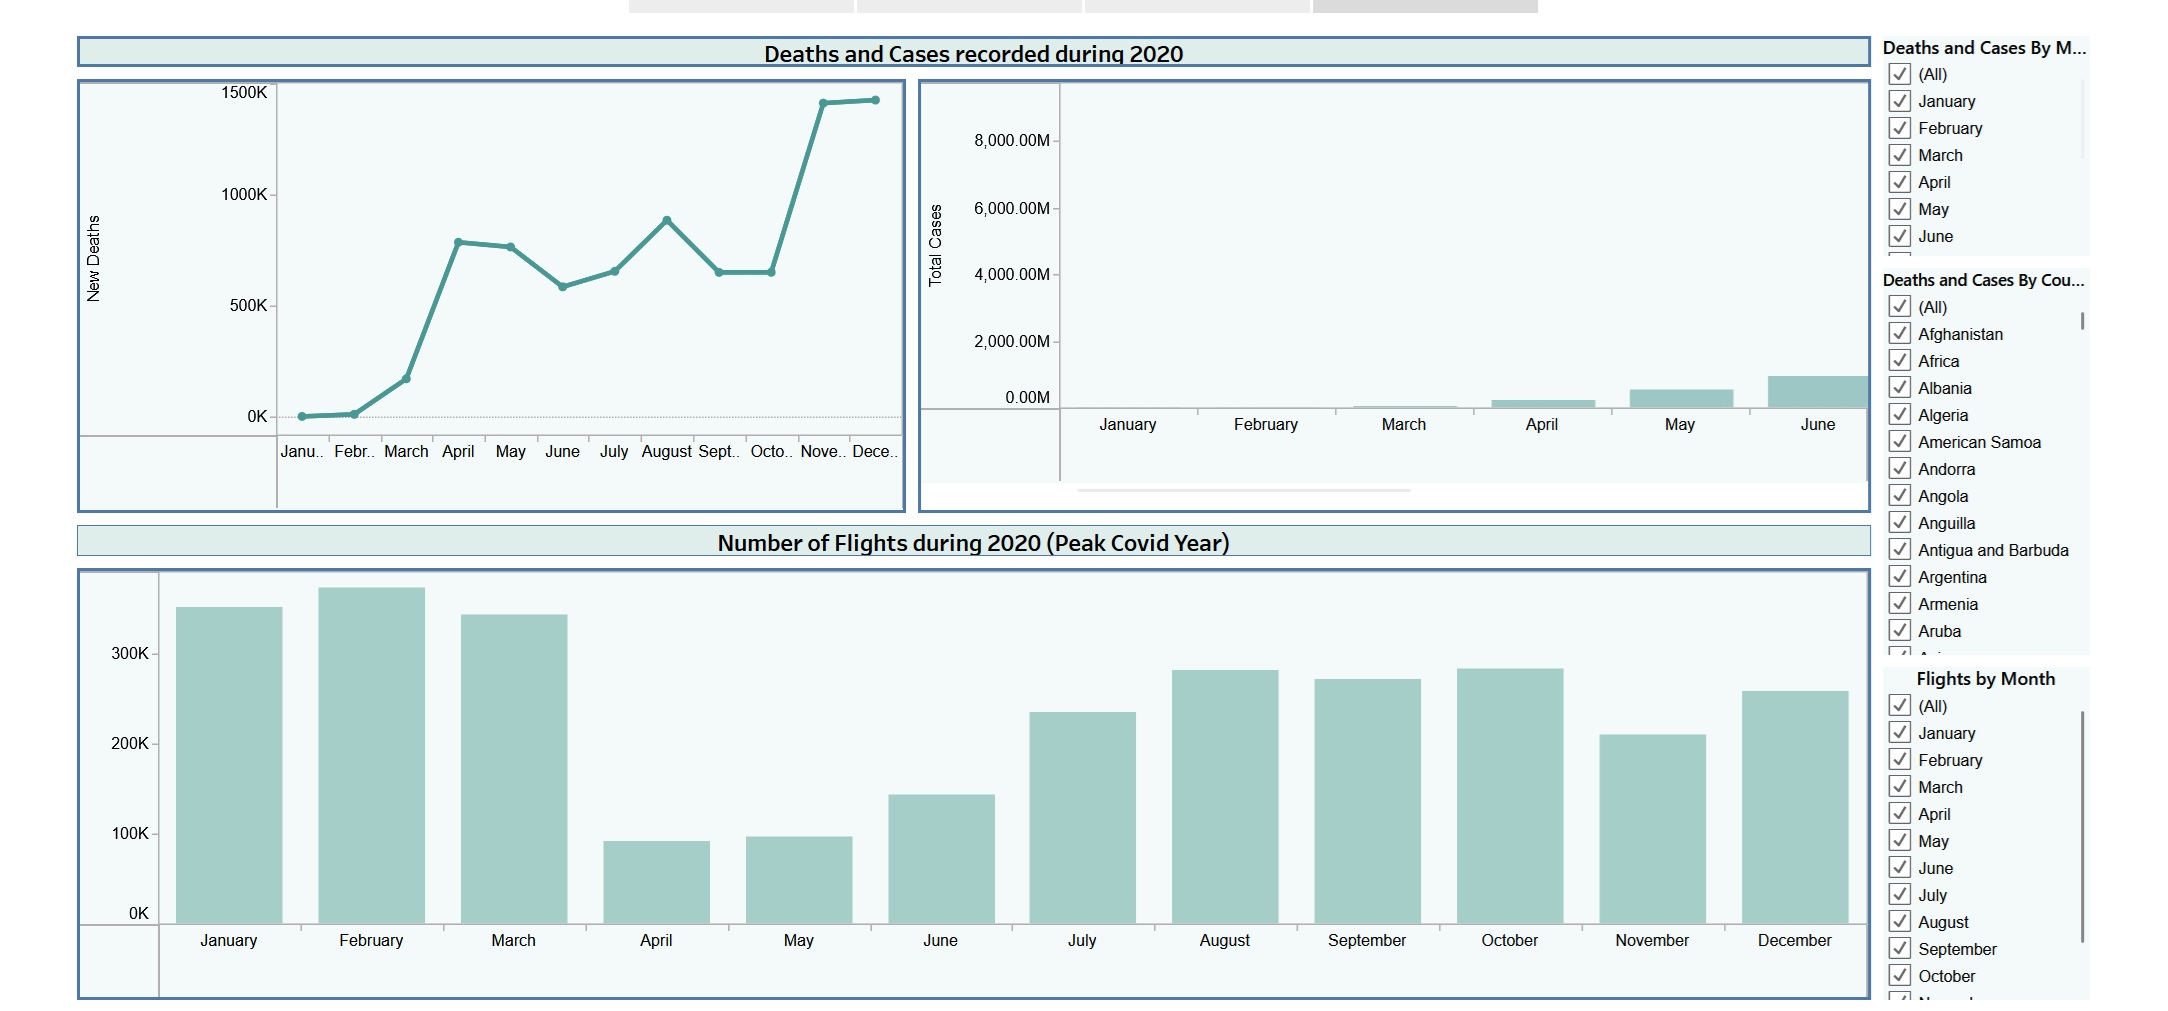 Deaths and Cases recorded during 2020
1500K
1000K
500K
0K
New Deaths
Janu.. Febr.. March April May June July August Sept.. Octo.. Nove.. Dece..
8,000.00M
6,000.00M
4,000.00M
2,000.00M
0.00M
Total Cases
January February March April May June
Number of Flights during 2020 (Peak Covid Year)
300K
200K
100K
0K
January February March April May June July August September October November December
Deaths and Cases By M...
(All)
January
February
March
April
May
June
Deaths and Cases By Cou...
(All)
Afghanistan
Africa
Albania
Algeria
American Samoa
Andorra
Angola
Anguilla
Antigua and Barbuda
Argentina
Armenia
Aruba
Flights by Month
(All)
January
February
March
April
May
June
July
August
September
October